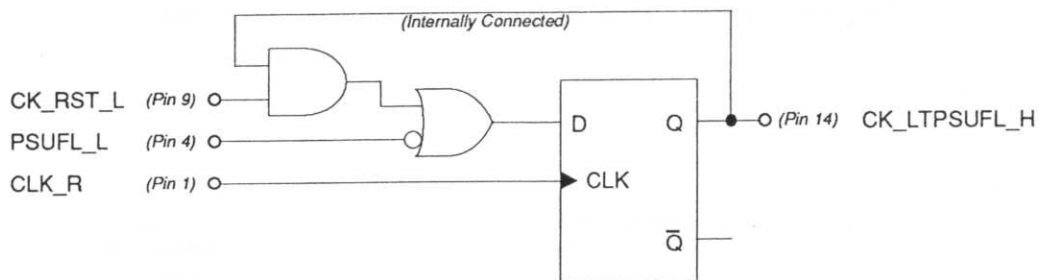 (Internally Connected)
CK_RST_L (Pin 9)
PSUFL_L (Pin 4)
CLK_R (Pin 1)
D Q (Pin 14) CK_LTPSUFL_H
CLK
Q̅